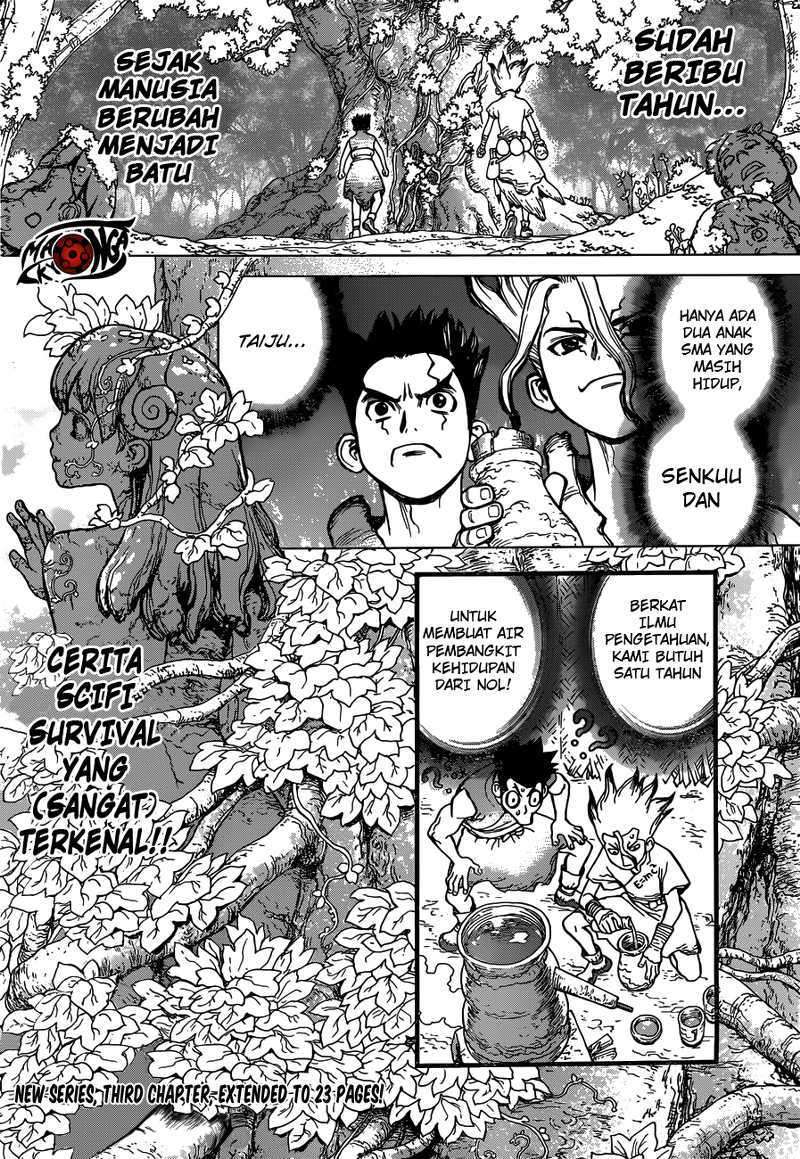 SUDAH
BERIBU
TAHUN...
SEJAK
MANUSIA
BERUBAH
MENJADI
BATU
MANGAKYO
HANYA ADA
DUA ANAK
SMA YANG
MASIH
HIDUP,
SENKUU
DAN
TAIJU...
BERKAT
ILMU
PENGETAHUAN,
KAMI BUTUH
SATU TAHUN
UNTUK
MEMBUAT AIR
PEMBANGKIT
KEHIDUPAN
DARI NOL!
? ? ?
? ?
E=mc²
CERITA
SCIFI
SURVIVAL
YANG
(SANGAT)
TERKENAL!!
NEW SERIES, THIRD CHAPTER, EXTENDED TO 23 PAGES!